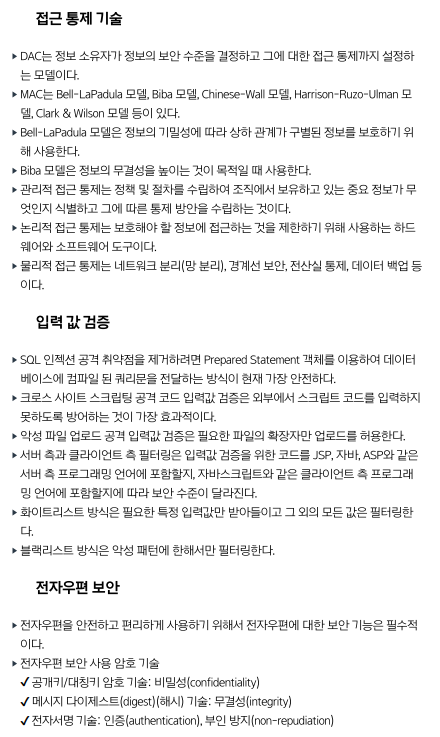 접근 통제 기술
▸ DAC는 정보 소유자가 정보의 보안 수준을 결정하고 그에 대한 접근 통제까지 설정하
는 모델이다.
▸ MAC는 Bell-LaPadula 모델, Biba 모델, Chinese-Wall 모델, Harrison-Ruzo-Ulman 모
델, Clark & Wilson 모델 등이 있다.
▸ Bell-LaPadula 모델은 정보의 기밀성에 따라 상하 관계가 구별된 정보를 보호하기 위
해 사용한다.
▸ Biba 모델은 정보의 무결성을 높이는 것이 목적일 때 사용한다.
▸ 관리적 접근 통제는 정책 및 절차를 수립하여 조직에서 보유하고 있는 중요 정보가 무
엇인지 식별하고 그에 따른 통제 방안을 수립하는 것이다.
▸ 논리적 접근 통제는 보호해야 할 정보에 접근하는 것을 제한하기 위해 사용하는 하드
웨어와 소프트웨어 도구이다.
▸ 물리적 접근 통제는 네트워크 분리(망 분리), 경계선 보안, 전산실 통제, 데이터 백업 등
이다.
입력 값 검증
▸ SQL 인젝션 공격 취약점을 제거하려면 Prepared Statement 객체를 이용하여 데이터
베이스에 컴파일 된 쿼리문을 전달하는 방식이 현재 가장 안전하다.
▸ 크로스 사이트 스크립팅 공격 코드 입력값 검증은 외부에서 스크립트 코드를 입력하지
못하도록 방어하는 것이 가장 효과적이다.
▸ 악성 파일 업로드 공격 입력값 검증은 필요한 파일의 확장자만 업로드를 허용한다.
▸ 서버 측과 클라이언트 측 필터링은 입력값 검증을 위한 코드를 JSP, 자바, ASP와 같은
서버 측 프로그래밍 언어에 포함할지, 자바스크립트와 같은 클라이언트 측 프로그래
밍 언어에 포함할지에 따라 보안 수준이 달라진다.
▸ 화이트리스트 방식은 필요한 특정 입력값만 받아들이고 그 외의 모든 값은 필터링한
다.
▸ 블랙리스트 방식은 악성 패턴에 한해서만 필터링한다.
전자우편 보안
▸ 전자우편을 안전하고 편리하게 사용하기 위해서 전자우편에 대한 보안 기능은 필수적
이다.
▸ 전자우편 보안 사용 암호 기술
✓ 공개키/대칭키 암호 기술: 비밀성(confidentiality)
✓ 메시지 다이제스트(digest)(해시) 기술: 무결성(integrity)
✓ 전자서명 기술: 인증(authentication), 부인 방지(non-repudiation)